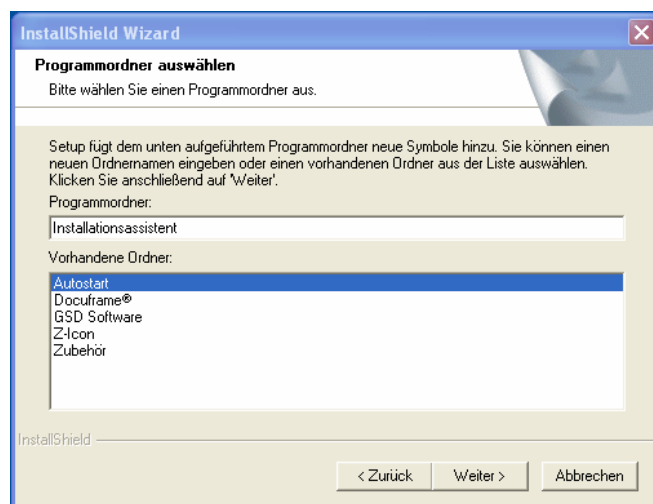 InstallShield Wizard
Programmordner auswählen
Bitte wählen Sie einen Programmordner aus.
Setup fügt dem unten aufgeführtem Programmordner neue Symbole hinzu. Sie können einen
neuen Ordnernamen eingeben oder einen vorhandenen Ordner aus der Liste auswählen.
Klicken Sie anschließend auf 'Weiter'.
Programmordner:
Installationsassistent
Vorhandene Ordner:
Autostart
Docuframe®
GSD Software
Z-Icon
Zubehör
InstallShield
< Zurück Weiter > Abbrechen